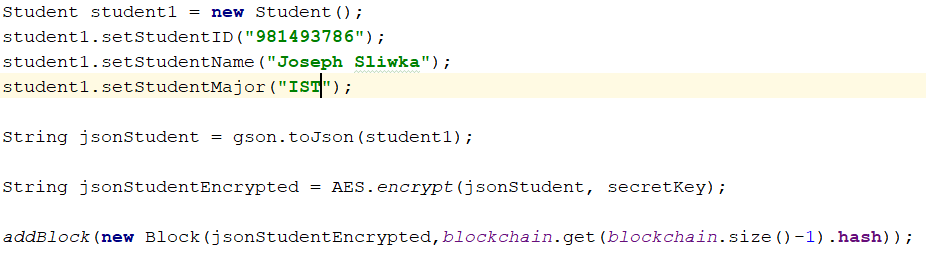 Student student1 = new Student();
student1.setStudentID("981493786");
student1.setStudentName("Joseph Sliwka");
student1.setStudentMajor("IST");
String jsonStudent = gson.toJson(student1);
String jsonStudentEncrypted = AES.encrypt(jsonStudent, secretKey);
addBlock(new Block(jsonStudentEncrypted,blockchain.get(blockchain.size()-1).hash));